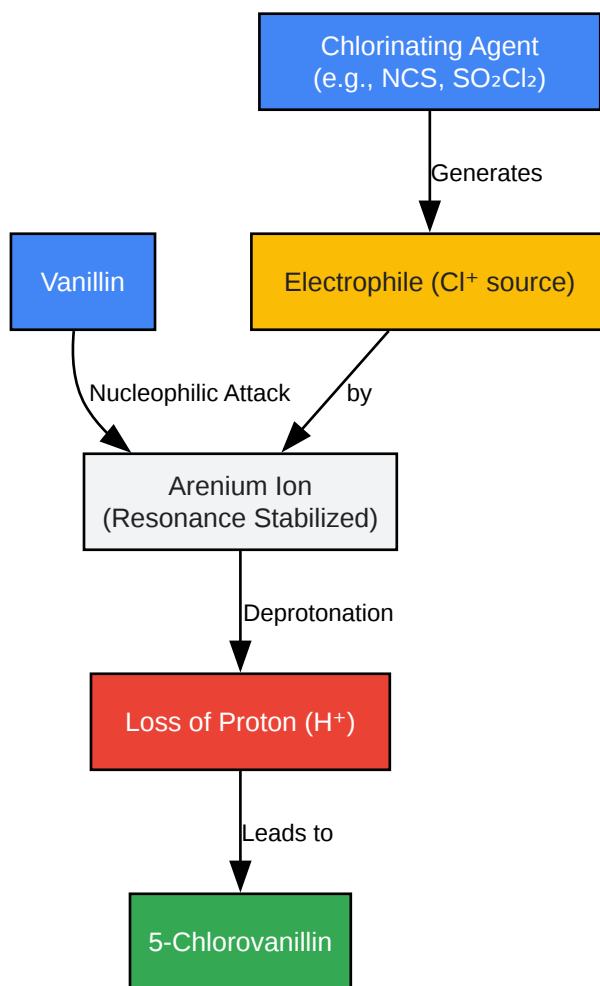 Chlorinating Agent
(e.g., NCS, SO₂Cl₂)
Generates
Vanillin
Electrophile (Cl⁺ source)
Nucleophilic Attack
by
Arenium Ion
(Resonance Stabilized)
Deprotonation
Loss of Proton (H⁺)
Leads to
5-Chlorovanillin